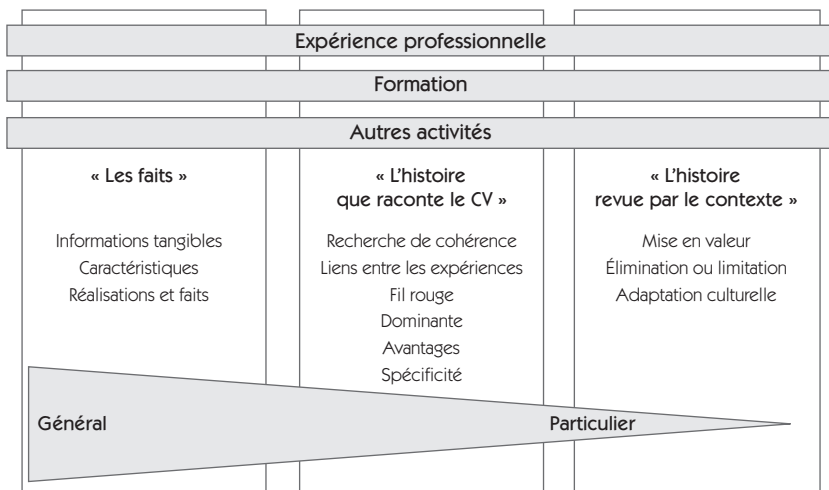 Expérience professionnelle
Formation
Autres activités
« Les faits »
Informations tangibles
Caractéristiques
Réalisations et faits
« L’histoire
que raconte le CV »
Recherche de cohérence
Liens entre les expériences
Fil rouge
Dominante
Avantages
Spécificité
« L’histoire
revue par le contexte »
Mise en valeur
Élimination ou limitation
Adaptation culturelle
Général
Particulier